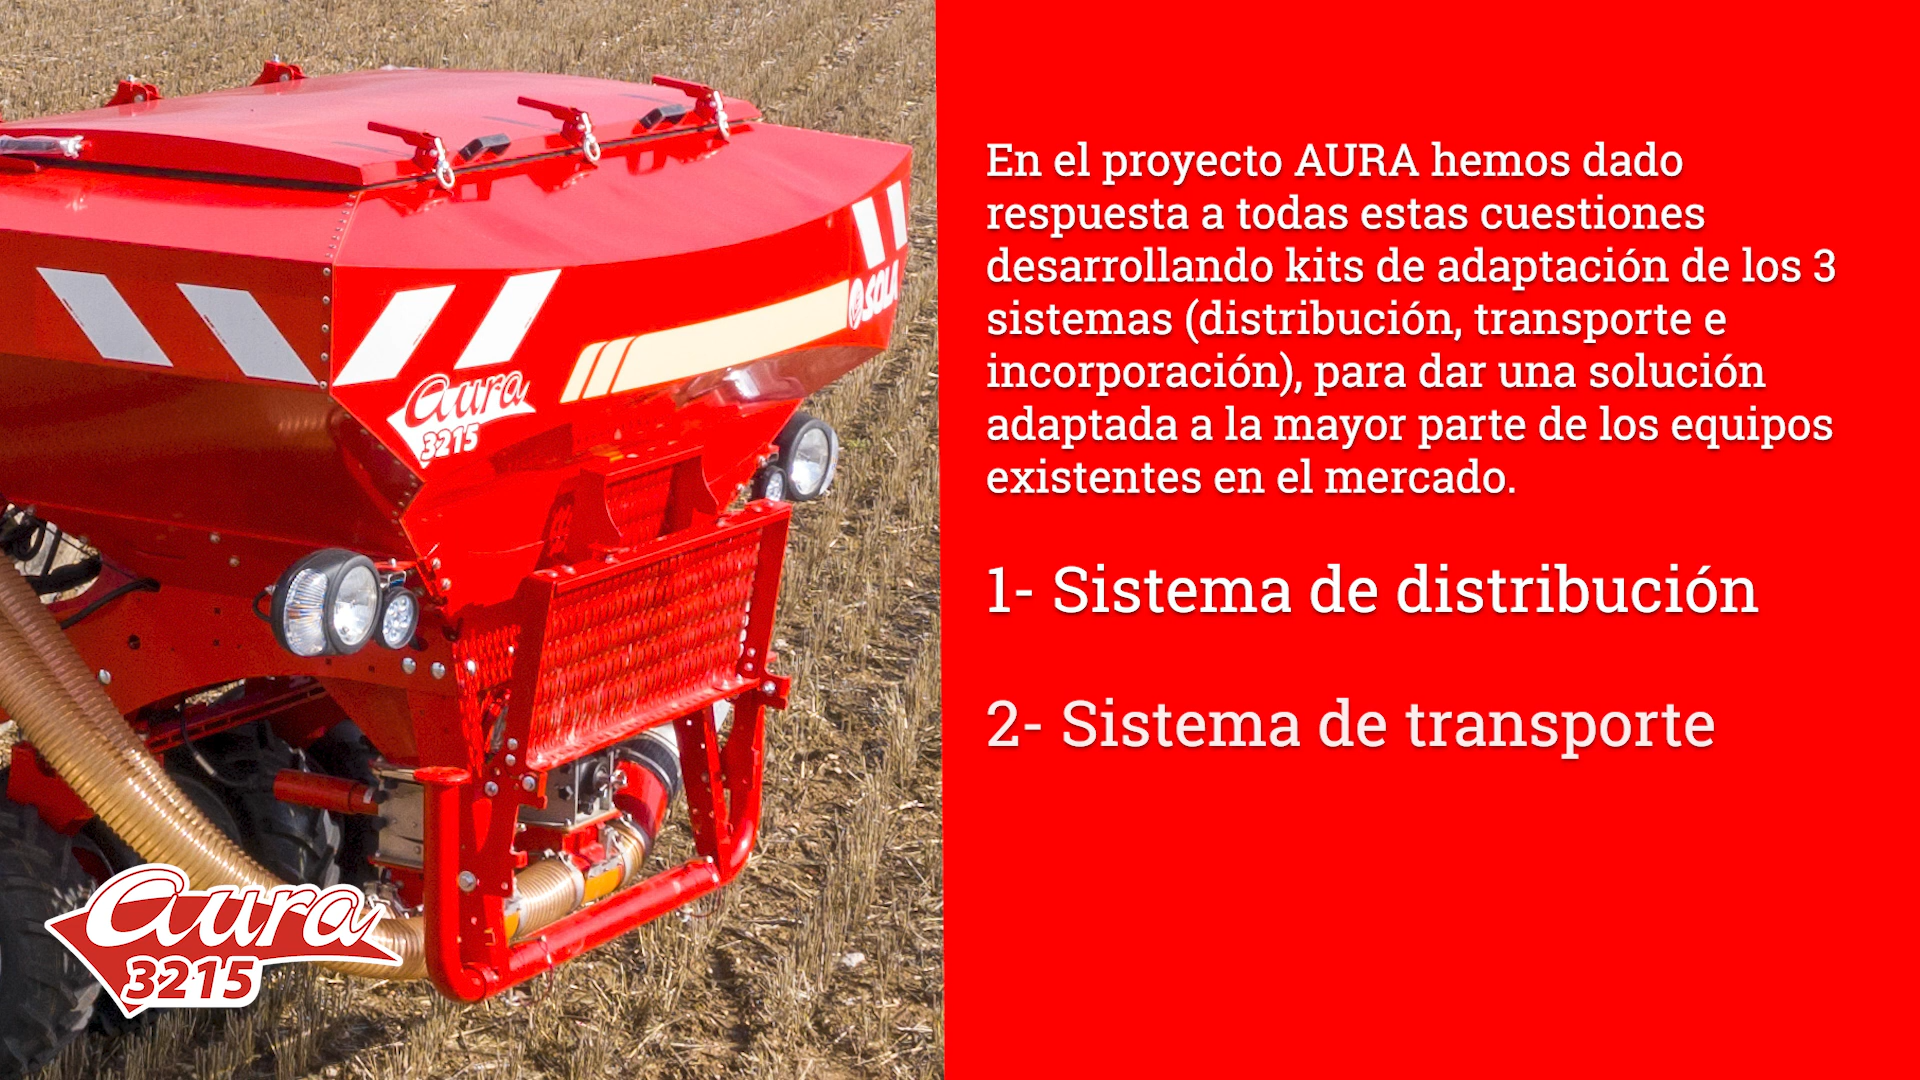 SOLA
Aura
3215
Aura
3215
En el proyecto AURA hemos dado
respuesta a todas estas cuestiones
desarrollando kits de adaptación de los 3
sistemas (distribución, transporte e
incorporación), para dar una solución
adaptada a la mayor parte de los equipos
existentes en el mercado.
1- Sistema de distribución
2- Sistema de transporte